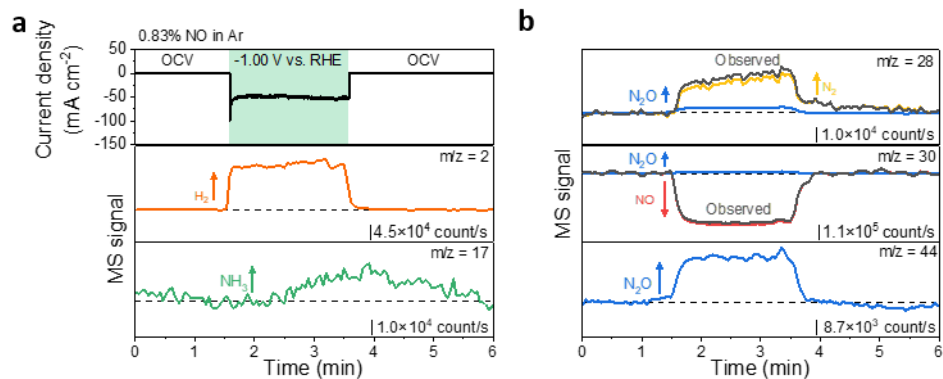 a
0.83% NO in Ar
50
0
-50
-100
-150
Current density
(mA cm⁻²)
OCV
-1.00 V vs. RHE
OCV
MS signal
m/z = 2
H₂
4.5×10⁴ count/s
m/z = 17
NH₃
1.0×10⁴ count/s
0 1 2 3 4 5 6
Time (min)
b
MS signal
Observed
m/z = 28
N₂O
N₂
1.0×10⁴ count/s
N₂O
m/z = 30
NO
Observed
1.1×10⁵ count/s
m/z = 44
N₂O
8.7×10³ count/s
0 1 2 3 4 5 6
Time (min)